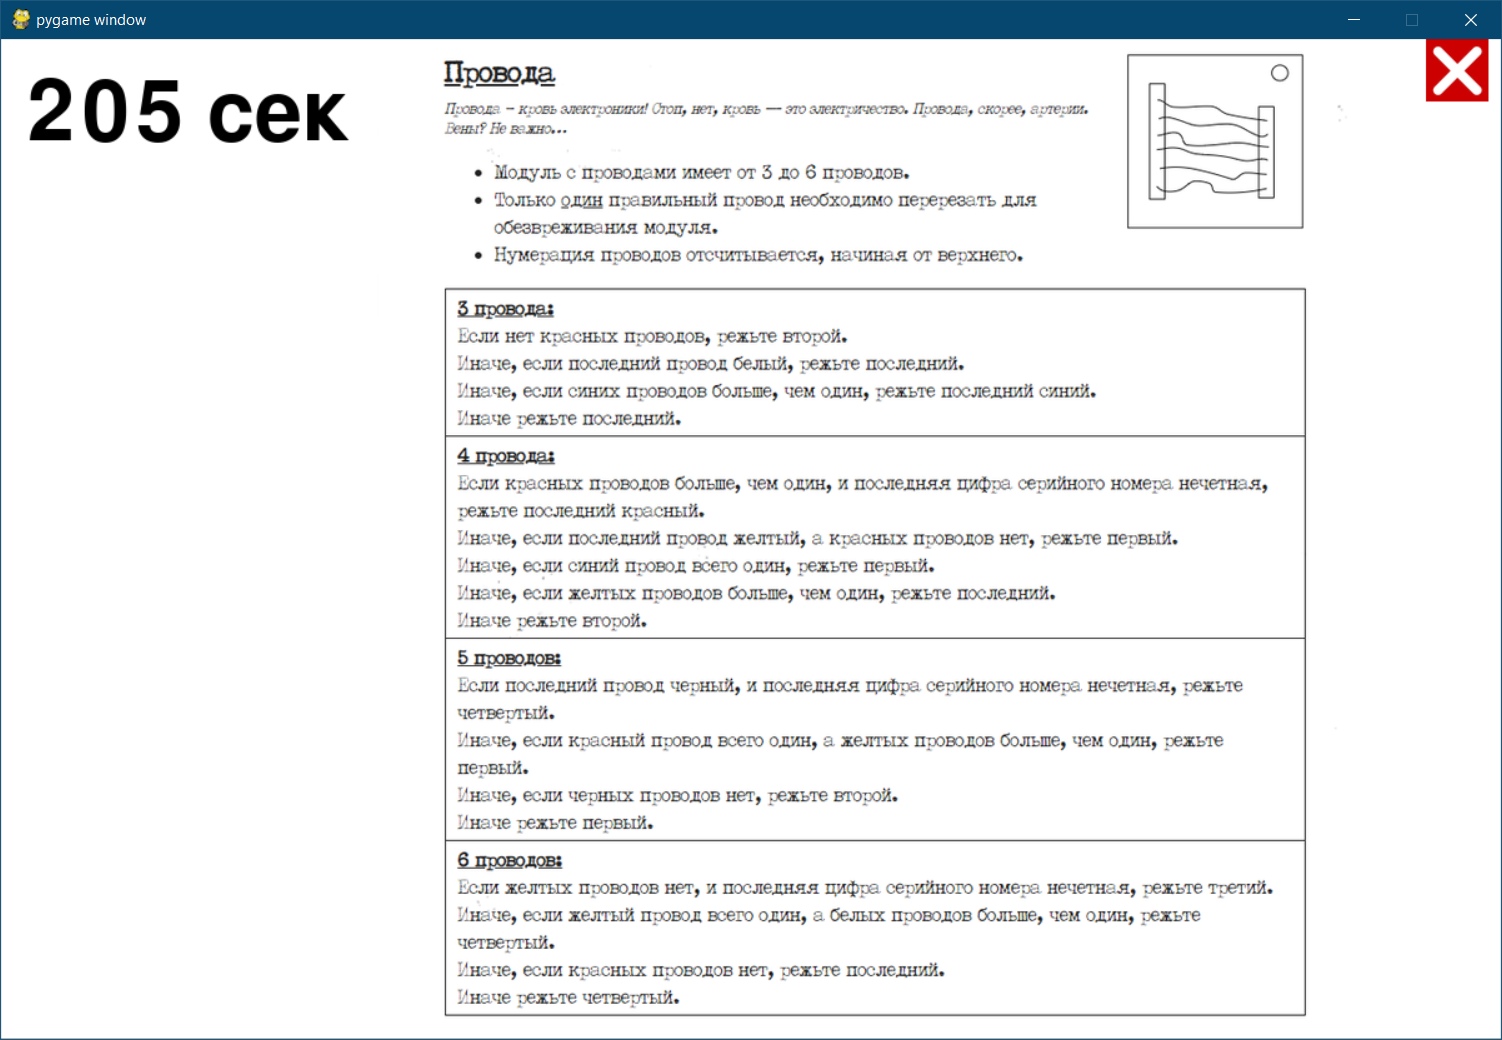 pygame window
205 сек
Провода
Провода – кровь электроники! Стоп, нет, кровь — это электричество. Провода, скорее, артерии.
Вены? Не важно...
• Модуль с проводами имеет от 3 до 6 проводов.
• Только один правильный провод необходимо перерезать для
обезвреживания модуля.
• Нумерация проводов отсчитывается, начиная от верхнего.
3 провода:
Если нет красных проводов, режьте второй.
Иначе, если последний провод белый, режьте последний.
Иначе, если синих проводов больше, чем один, режьте последний синий.
Иначе режьте последний.
4 провода:
Если красных проводов больше, чем один, и последняя цифра серийного номера нечетная,
режьте последний красный.
Иначе, если последний провод желтый, а красных проводов нет, режьте первый.
Иначе, если синий провод всего один, режьте первый.
Иначе, если желтых проводов больше, чем один, режьте последний.
Иначе режьте второй.
5 проводов:
Если последний провод черный, и последняя цифра серийного номера нечетная, режьте
четвертый.
Иначе, если красный провод всего один, а желтых проводов больше, чем один, режьте
первый.
Иначе, если черных проводов нет, режьте второй.
Иначе режьте первый.
6 проводов:
Если желтых проводов нет, и последняя цифра серийного номера нечетная, режьте третий.
Иначе, если желтый провод всего один, а белых проводов больше, чем один, режьте
четвертый.
Иначе, если красных проводов нет, режьте последний.
Иначе режьте четвертый.